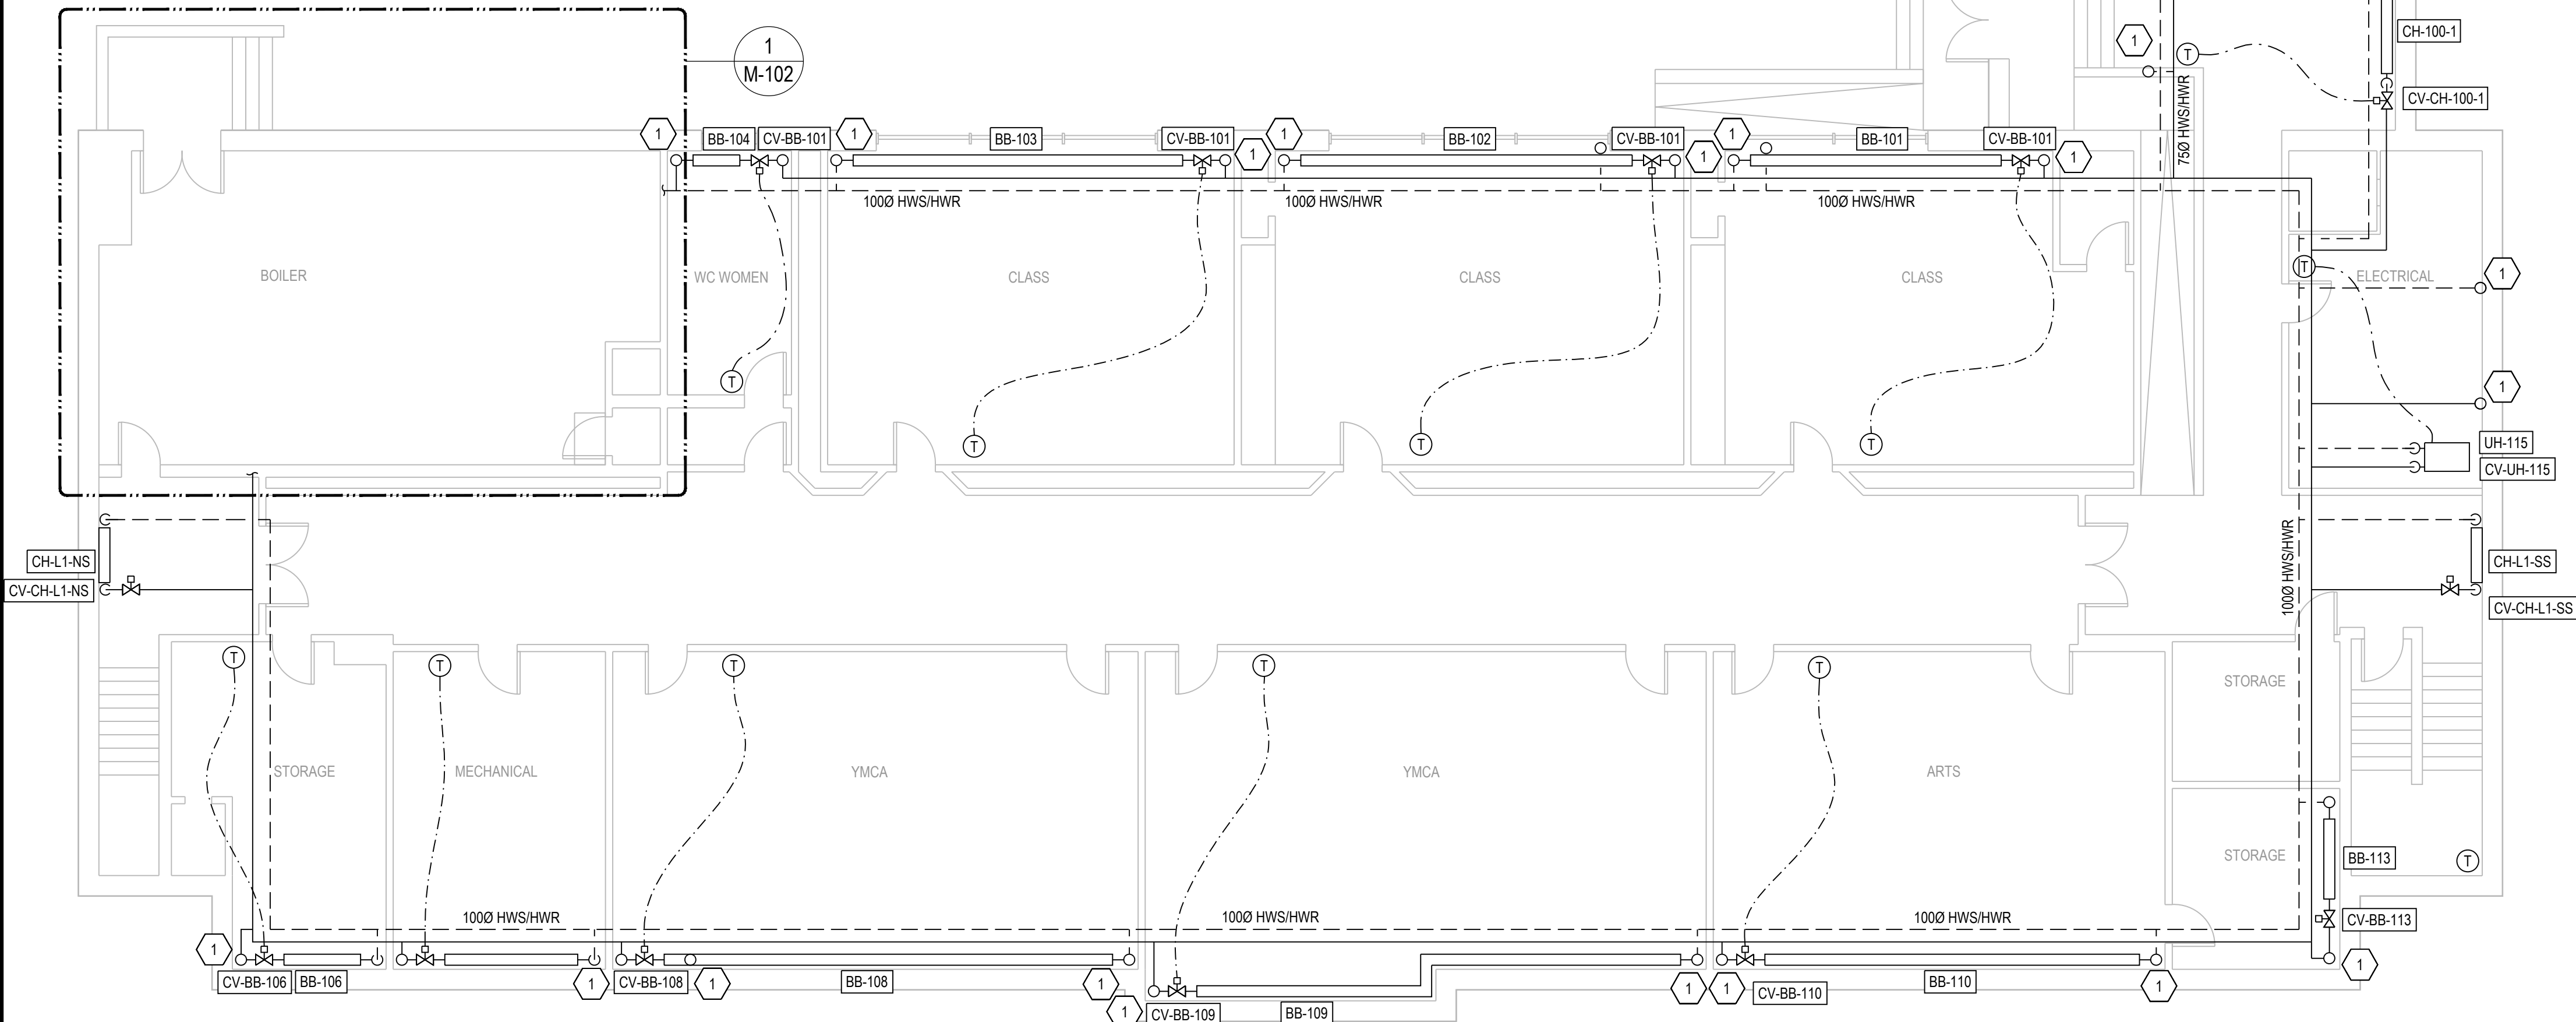 1
M-102
1
T
75Ø HWS/HWR
CH-100-1
CV-CH-100-1
1
BB-104
CV-BB-101
1
BB-103
CV-BB-101
1
1
BB-102
CV-BB-101
1
1
BB-101
CV-BB-101
1
100Ø HWS/HWR
100Ø HWS/HWR
100Ø HWS/HWR
BOILER
WC WOMEN
CLASS
CLASS
CLASS
T
ELECTRICAL
1
T
T
T
T
1
UH-115
CV-UH-115
100Ø HWS/HWR
CH-L1-NS
CV-CH-L1-NS
CH-L1-SS
CV-CH-L1-SS
T
T
T
T
T
STORAGE
STORAGE
MECHANICAL
YMCA
YMCA
ARTS
STORAGE
BB-113
T
100Ø HWS/HWR
100Ø HWS/HWR
100Ø HWS/HWR
CV-BB-113
1
CV-BB-106
BB-106
1
CV-BB-108
1
BB-108
1
1
CV-BB-109
BB-109
1
1
CV-BB-110
BB-110
1
1